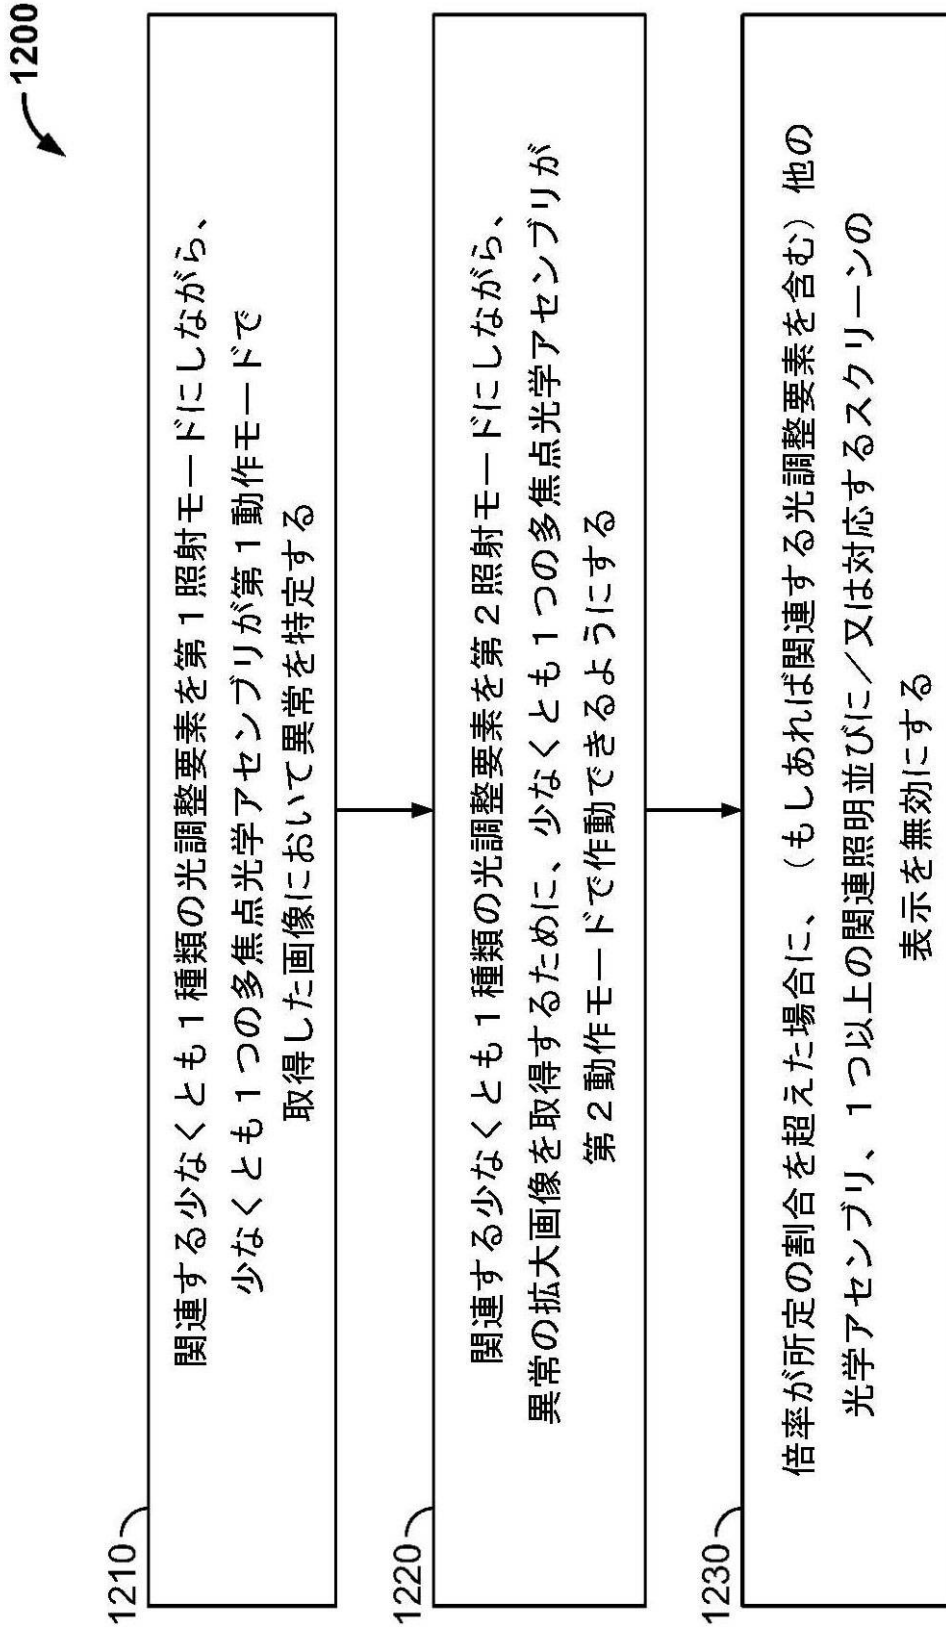 1200
1210
関連する少なくとも１種類の光調整要素を第１照射モードにしながら、
少なくとも１つの多焦点光学アセンブリが第１動作モードで
取得した画像において異常を特定する
1220
関連する少なくとも１種類の光調整要素を第２照射モードにしながら、
異常の拡大画像を取得するために、少なくとも１つの多焦点光学アセンブリが
第２動作モードで作動できるようにする
1230
倍率が所定の割合を超えた場合に、（もしあれば関連する光調整要素を含む）他の
光学アセンブリ、１つ以上の関連照明並びに／又は対応するスクリーンの
表示を無効にする